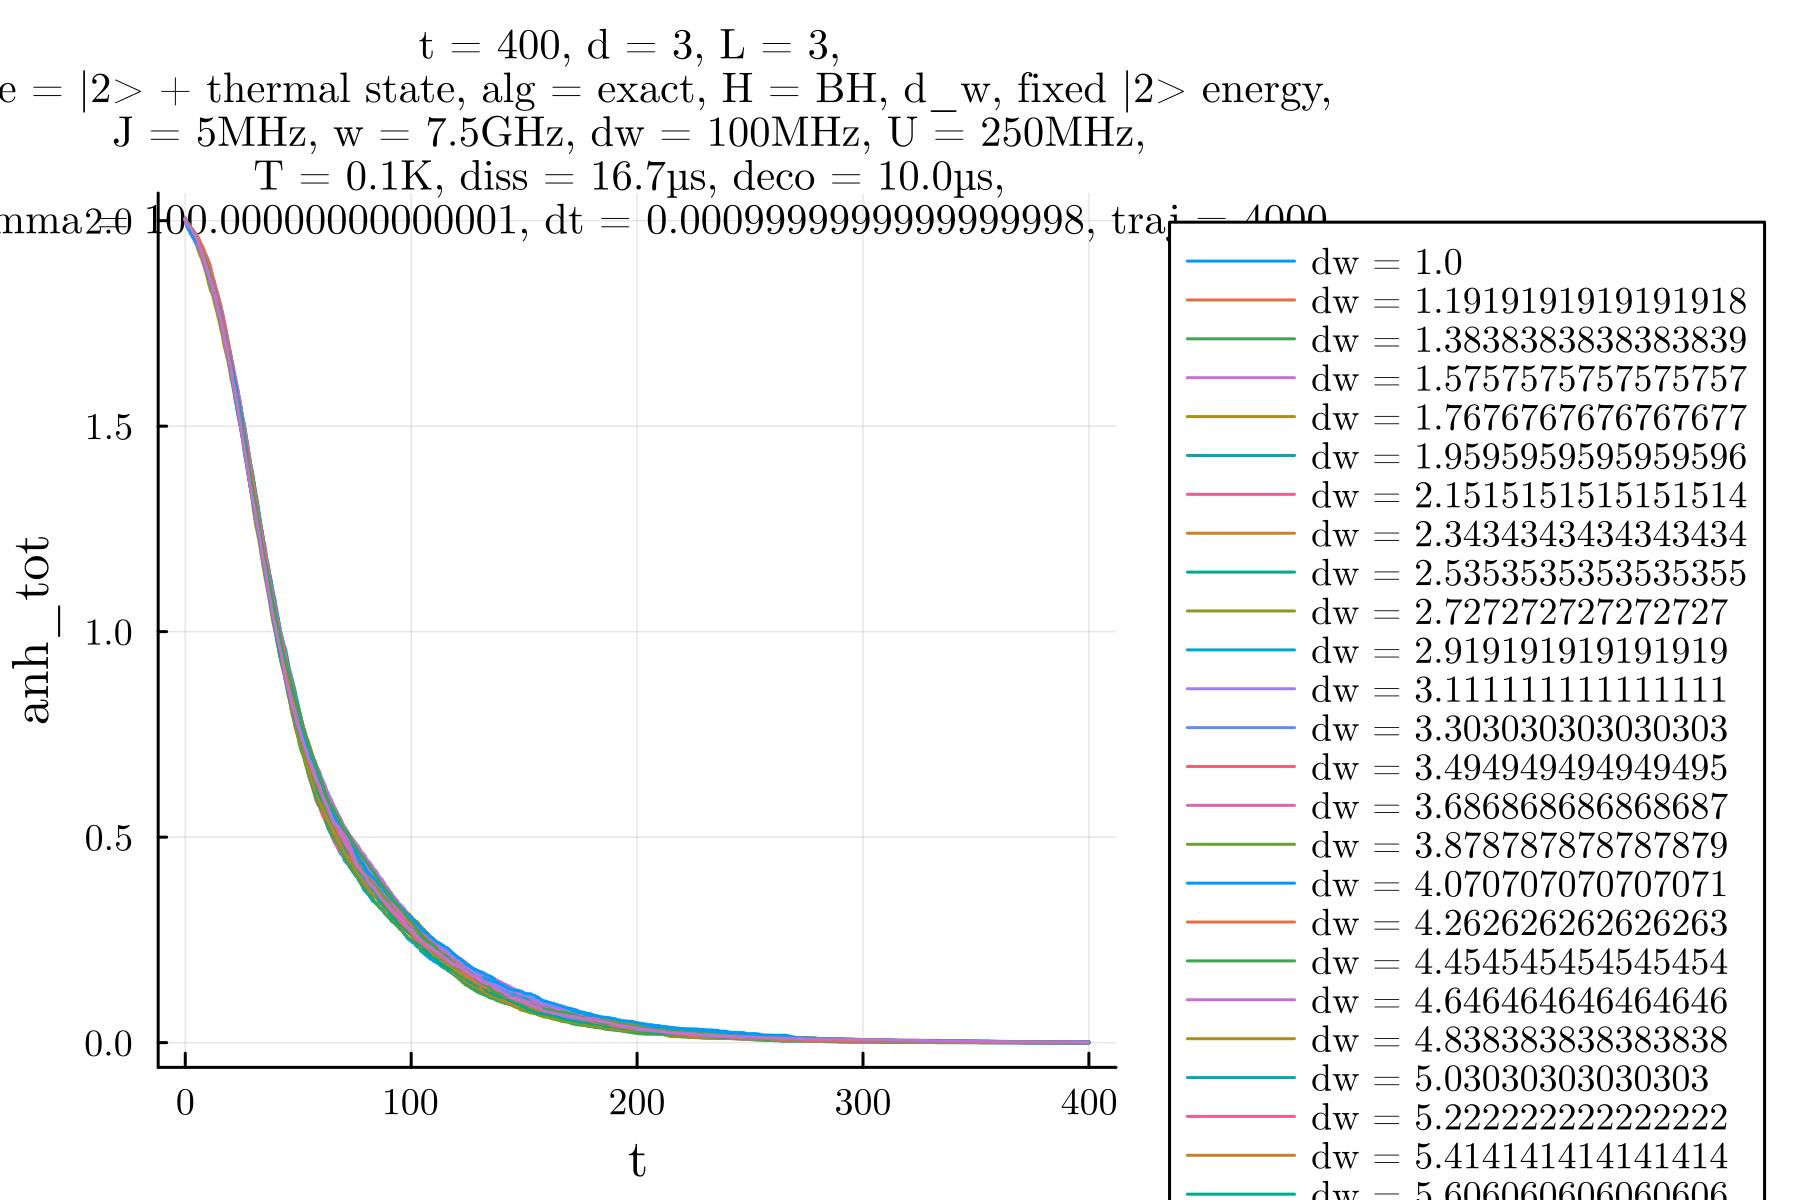 t = 400, d = 3, L = 3,
= |2> + thermal state, alg = exact, H = BH, d_w, fixed |2> energy,
J = 5MHz, w = 7.5GHz, dw = 100MHz, U = 250MHz,
T = 0.1K, diss = 16.7µs, deco = 10.0µs,
= 100.00000000000001, dt = 0.0009999999999999998, traj = 4000
2.0
1.5
1.0
0.5
0.0
anh_tot
0 100 200 300 400
t
dw = 1.0
dw = 1.1919191919191918
dw = 1.3838383838383839
dw = 1.5757575757575757
dw = 1.7676767676767677
dw = 1.9595959595959596
dw = 2.1515151515151514
dw = 2.3434343434343434
dw = 2.5353535353535355
dw = 2.727272727272727
dw = 2.919191919191919
dw = 3.111111111111111
dw = 3.303030303030303
dw = 3.494949494949495
dw = 3.686868686868687
dw = 3.878787878787879
dw = 4.070707070707071
dw = 4.262626262626263
dw = 4.454545454545454
dw = 4.646464646464646
dw = 4.838383838383838
dw = 5.03030303030303
dw = 5.222222222222222
dw = 5.414141414141414
dw = 5.606060606060606